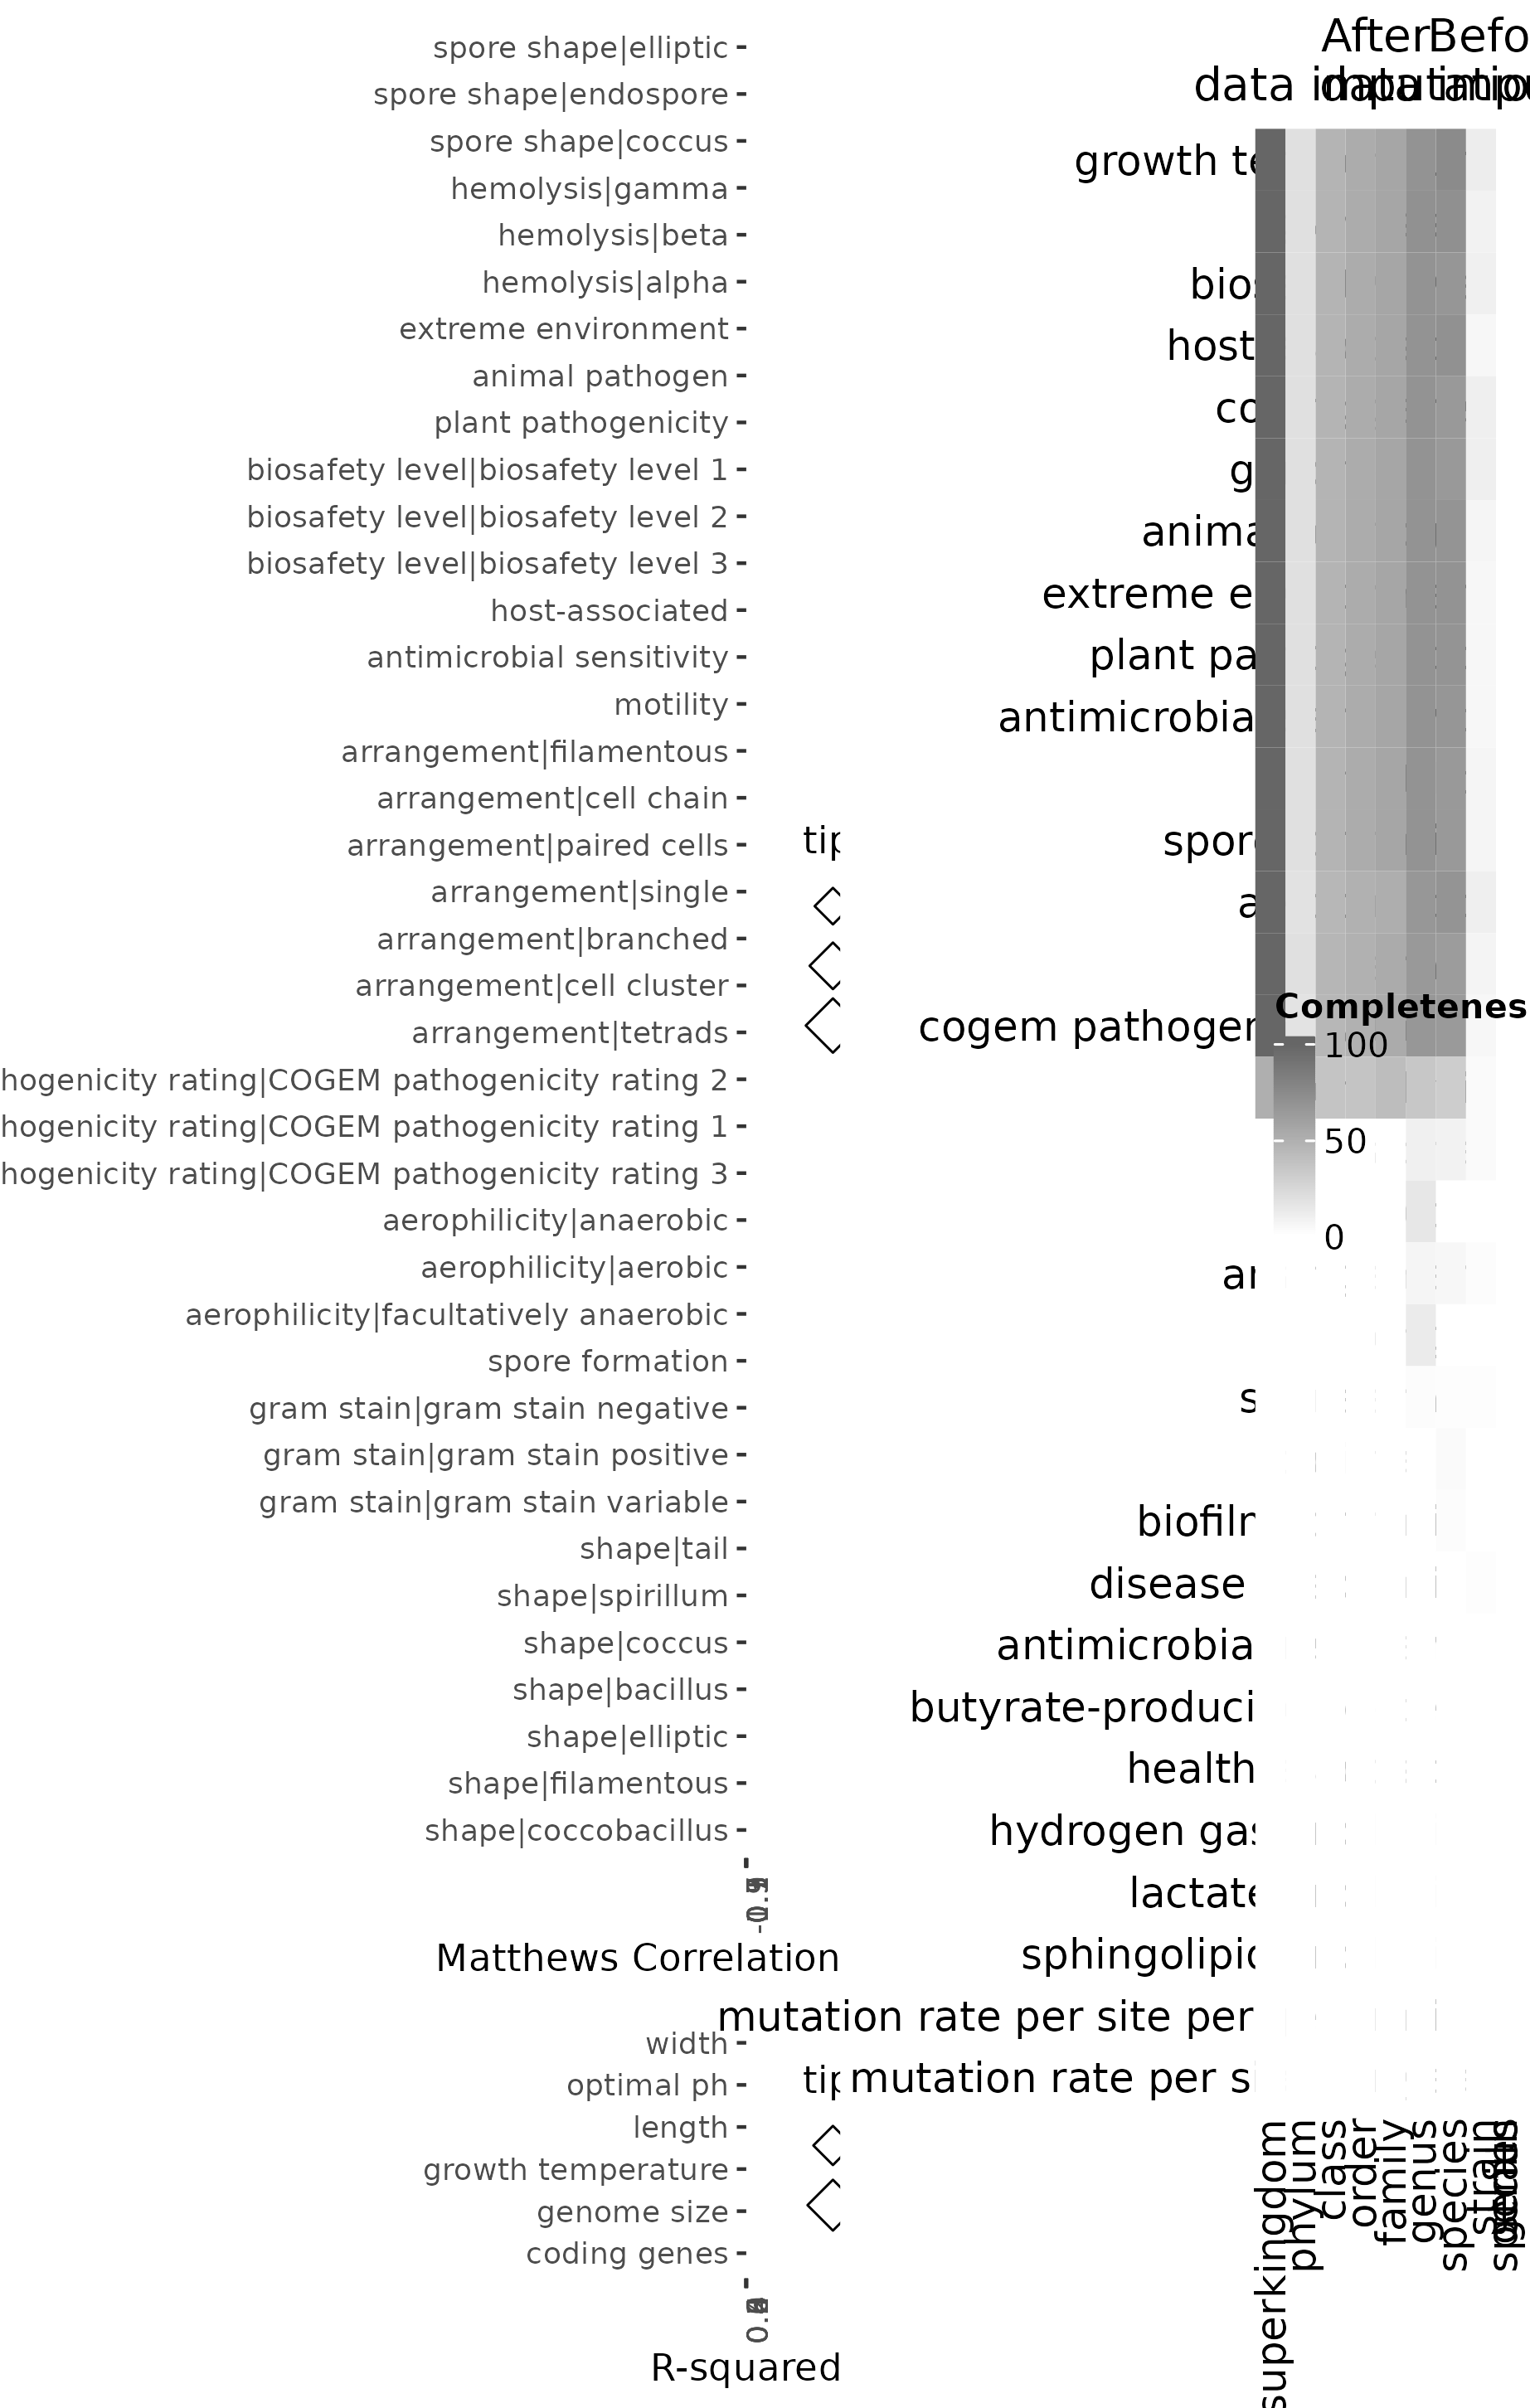 spore shape|elliptic
spore shape|endospore
spore shape|coccus
hemolysis|gamma
hemolysis|beta
hemolysis|alpha
extreme environment
animal pathogen
plant pathogenicity
biosafety level|biosafety level 1
biosafety level|biosafety level 2
biosafety level|biosafety level 3
host-associated
antimicrobial sensitivity
motility
arrangement|filamentous
arrangement|cell chain
arrangement|paired cells
arrangement|single
arrangement|branched
arrangement|cell cluster
arrangement|tetrads
hogenicity rating|COGEM pathogenicity rating 2
hogenicity rating|COGEM pathogenicity rating 1
hogenicity rating|COGEM pathogenicity rating 3
aerophilicity|anaerobic
aerophilicity|aerobic
aerophilicity|facultatively anaerobic
spore formation
gram stain|gram stain negative
gram stain|gram stain positive
gram stain|gram stain variable
shape|tail
shape|spirillum
shape|coccus
shape|bacillus
shape|elliptic
shape|filamentous
shape|coccobacillus
Matthews Correlation
width
optimal ph
length
growth temperature
genome size
coding genes
R-squared
tip
tip
After
Befo
data
growth te
bios
host
co
g
anima
extreme e
plant pa
antimicrobia
spor
a
cogem pathogen
ar
s
biofilr
disease
antimicrobia
butyrate-produci
health
hydrogen gas
lactate
sphingolipid
mutation rate per site per
mutation rate per s
Completenes
100
50
0
superkingdom
phylum
class
order
family
genus
species
strain